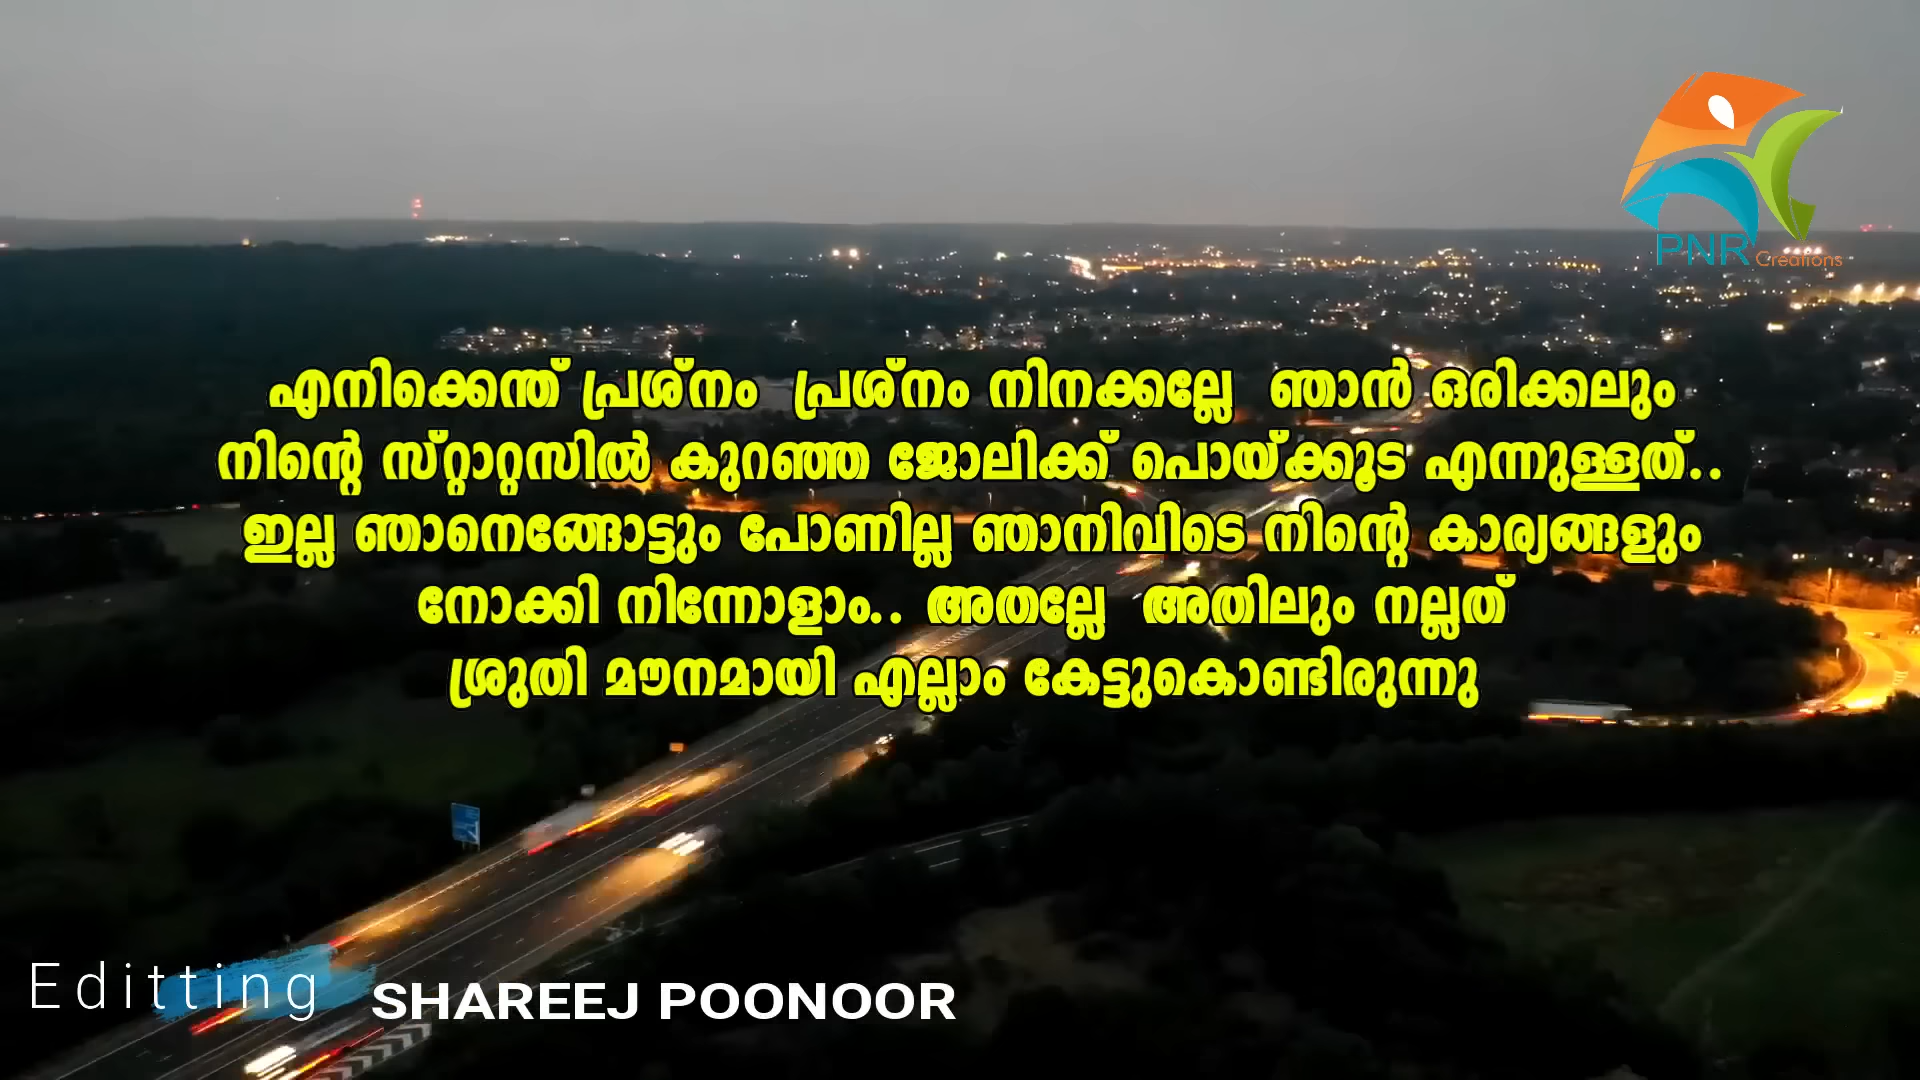 PNR
Creations
എനിക്കെന്ത് പ്രശ്നം പ്രശ്നം നിനക്കല്ലേ ഞാൻ ഒരിക്കലും
നിന്റെ സ്റ്റാറ്റസിൽ കുറഞ്ഞ ജോലിക്ക് പൊയ്ക്കൂട എന്നുള്ളത്..
ഇല്ല ഞാനെങ്ങോട്ടും പോണില്ല ഞാനിവിടെ നിന്റെ കാര്യങ്ങളും
നോക്കി നിന്നോളാം.. അതല്ലേ അതിലും നല്ലത്
ശ്രുതി മൗനമായി എല്ലാം കേട്ടുകൊണ്ടിരുന്നു
Editting SHAREEJ POONOOR